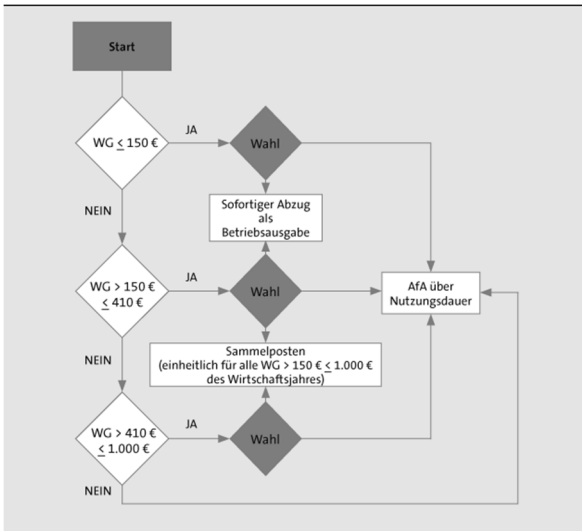 Start
WG ≤ 150 €
JA
Wahl
NEIN
Sofortiger Abzug
als
Betriebsausgabe
WG > 150 €
≤ 410 €
JA
Wahl
AfA über
Nutzungsdauer
NEIN
Sammelposten
(einheitlich für alle WG > 150 € ≤ 1.000 €
des Wirtschaftsjahres)
WG > 410 €
≤ 1.000 €
JA
Wahl
NEIN